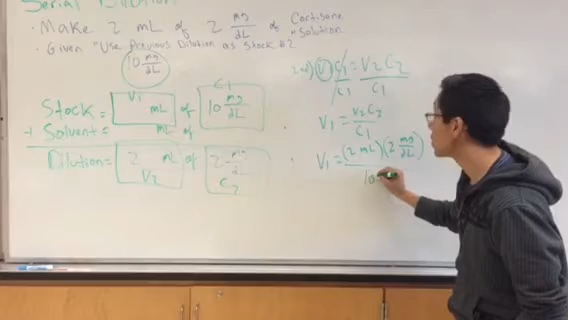 Serial Dilution
• Make 2 mL of 2 mg/dL of Cortisone Solution
• Given "Use Previous Dilution as Stock #2
10 mg/dL
V1 C1
Stock = mL of 10 mg/dL
+ Solvent = mL of
Dilution = 2 mL of 2 mg/dL
V2 C2
V1 C1 = V2 C2
C1 C1
V1 = V2 C2 / C1
V1 = (2 mL)(2 mg/dL)
10